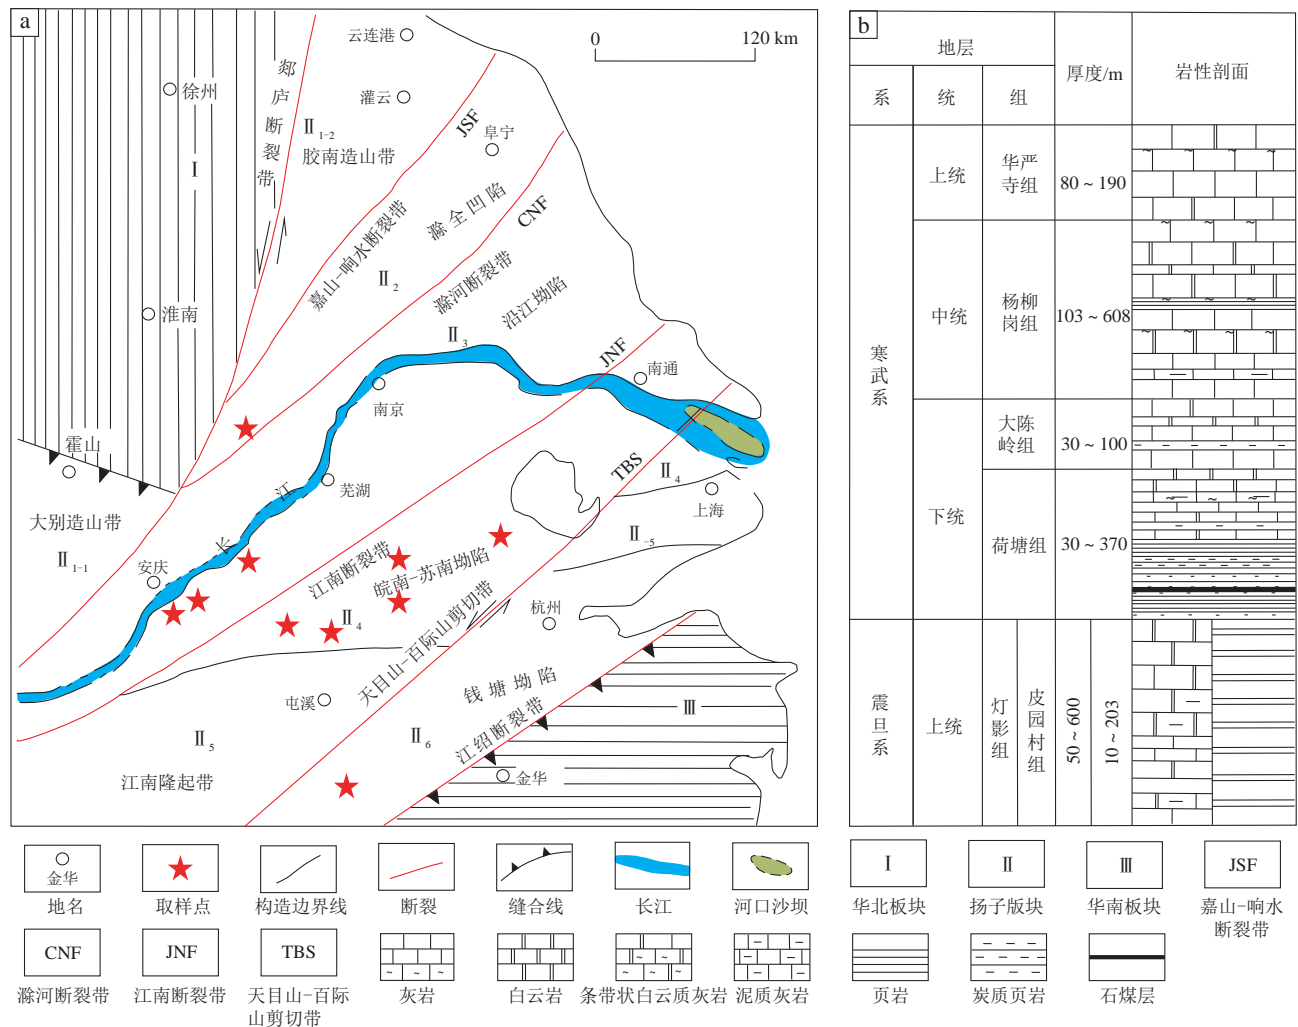 a
云连港
0
120 km
郯庐断裂带
徐州
灌云
JSF
Ⅱ1-2
阜宁
胶南造山带
Ⅰ
滁全凹陷
CNF
嘉山-响水断裂带
Ⅱ2
滁河断裂带
沿江坳陷
淮南
Ⅱ3
JNF
南通
南京
霍山
TBS
Ⅱ4
芜湖
江
上海
大别造山带
长
Ⅱ-5
Ⅱ1-1
安庆
江南断裂带
皖南-苏南坳陷
杭州
Ⅱ4
天目山-百际山剪切带
钱塘坳陷
屯溪
Ⅲ
Ⅱ5
Ⅱ6
江绍断裂带
江南隆起带
金华
b
地层
厚度/m
岩性剖面
系
统
组
寒武系
上统
华严寺组
80~190
中统
杨柳岗组
103~608
下统
大陈岭组
30~100
荷塘组
30~370
震旦系
上统
灯影组
皮园村组
50~600
10~203
金华
Ⅰ
Ⅱ
Ⅲ
JSF
地名
取样点
构造边界线
断裂
缝合线
长江
河口沙坝
华北板块
扬子版块
华南板块
嘉山-响水
断裂带
CNF
JNF
TBS
滁河断裂带
江南断裂带
天目山-百际
山剪切带
灰岩
白云岩
条带状白云质灰岩
泥质灰岩
页岩
炭质页岩
石煤层